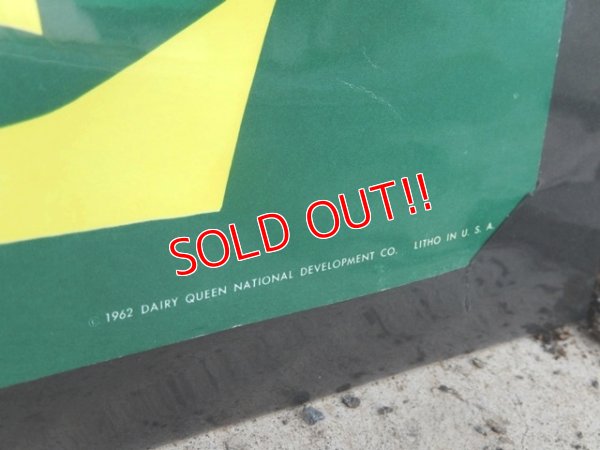 SOLD OUT!!
© 1962 DAIRY QUEEN NATIONAL DEVELOPMENT CO. LITHO IN U. S. A.